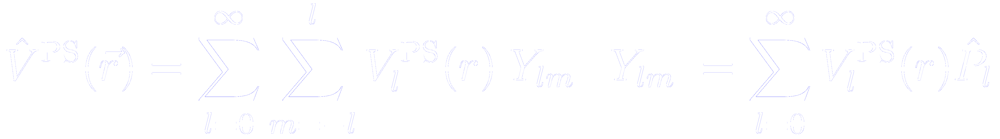 $\hat{V}^{\mathrm{PS}}(\vec{r}) = \sum_{l=0}^{\infty} \sum_{m=-l}^{l} V_l^{\mathrm{PS}}(r) Y_{lm} Y_{lm} = \sum_{l=0}^{\infty} V_l^{\mathrm{PS}}(r) \hat{P}_l$